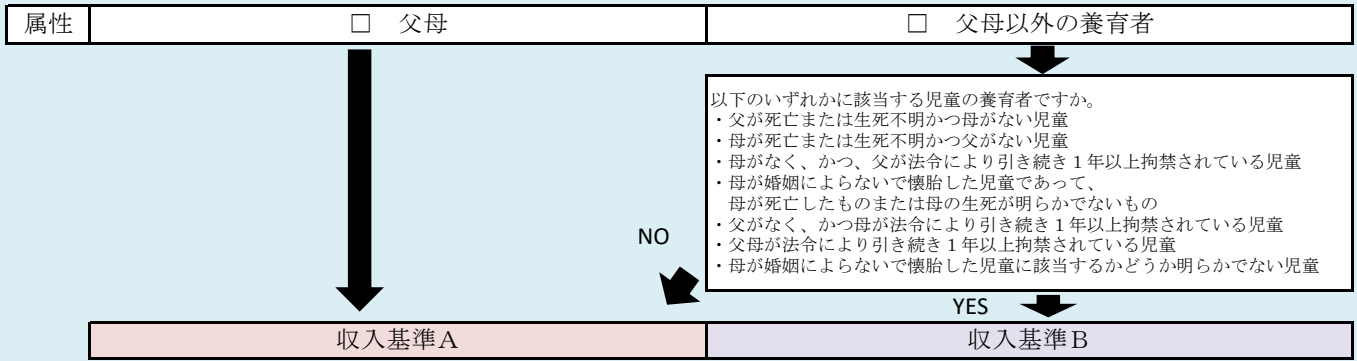 属性
□ 父母
□ 父母以外の養育者
以下のいずれかに該当する児童の養育者ですか。
・父が死亡または生死不明かつ母がない児童
・母が死亡または生死不明かつ父がない児童
・母がなく、かつ、父が法令により引き続き１年以上拘禁されている児童
・母が婚姻によらないで懐胎した児童であって、
母が死亡したものまたは母の生死が明らかでないもの
・父がなく、かつ母が法令により引き続き１年以上拘禁されている児童
・父母が法令により引き続き１年以上拘禁されている児童
・母が婚姻によらないで懐胎した児童に該当するかどうか明らかでない児童
NO
YES
収入基準Ａ
収入基準Ｂ